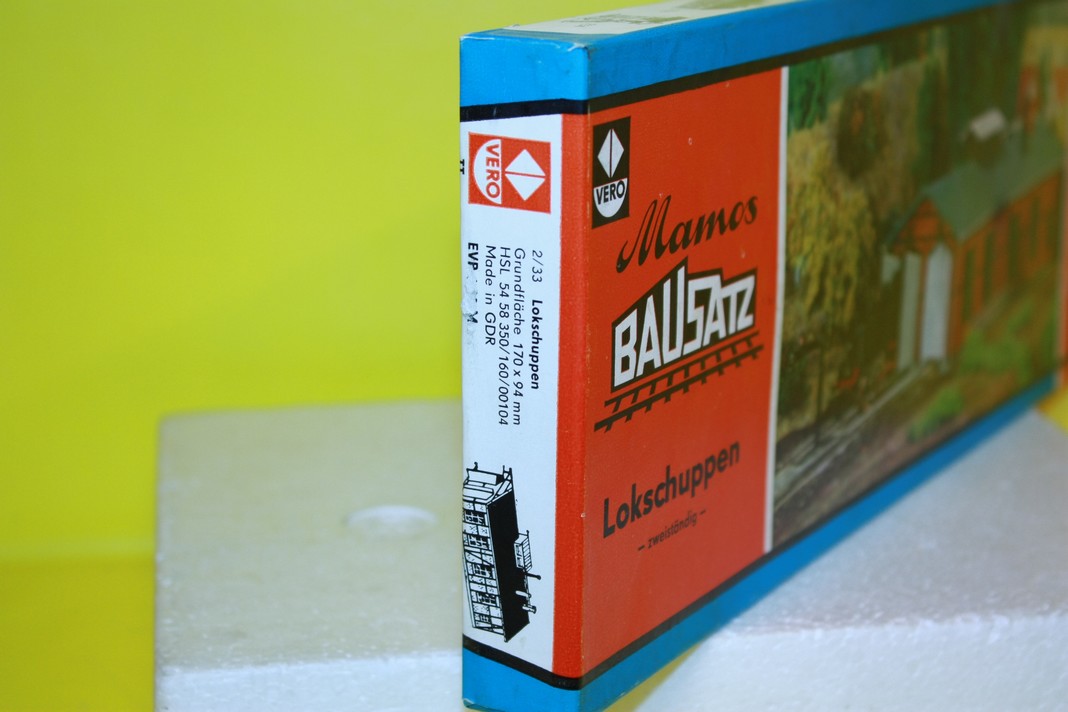 VERO
TT
2/33 Lokschuppen
Grundfläche 170 x 94 mm
HSL 54 58 350/160/00104
Made in GDR
EVP M
VERO
Mamos
BAUSATZ
Lokschuppen
- zweiständig -